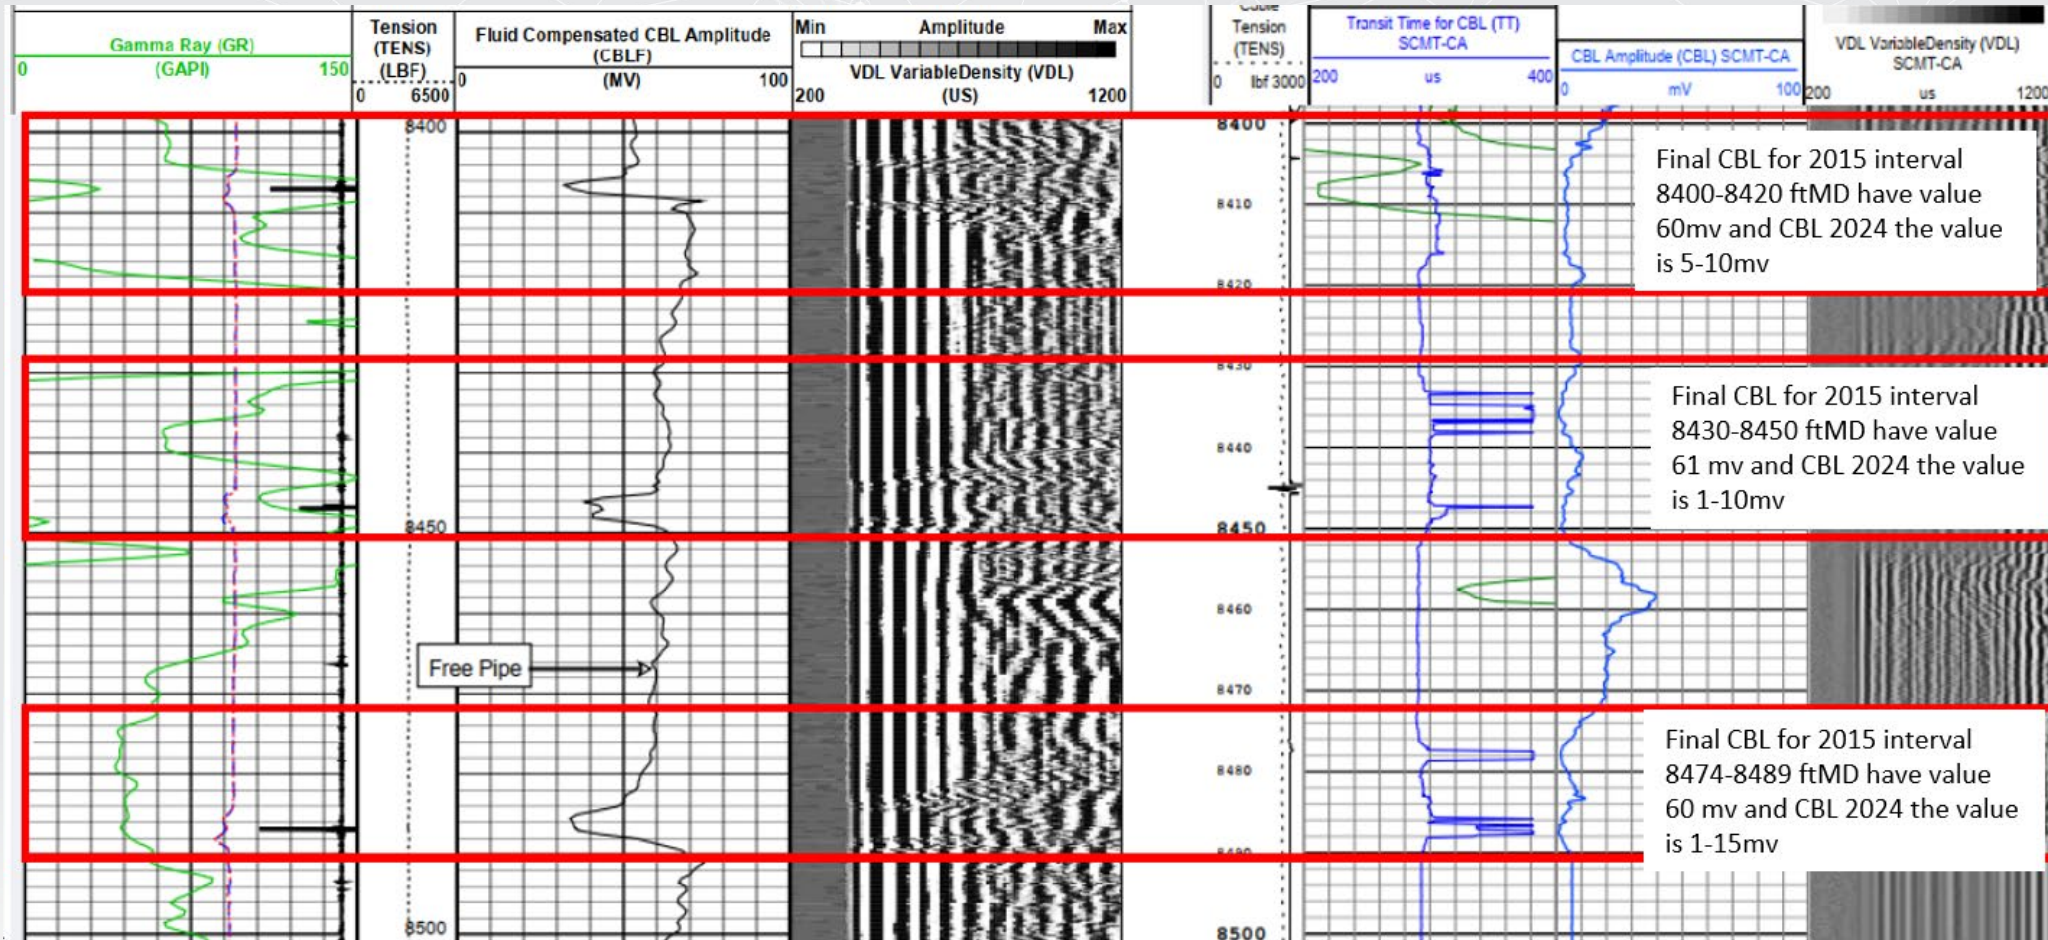 Gamma Ray (GR)
0 (GAPI) 150
Tension
(TENS)
(LBF)
0 6500
Fluid Compensated CBL Amplitude
(CBLF)
0 (MV) 100
Min Amplitude Max
VDL VariableDensity (VDL)
200 (US) 1200
Cable
Tension
(TENS)
0 lbf 3000
Transit Time for CBL (TT)
SCMT-CA
200 us 400
CBL Amplitude (CBL) SCMT-CA
0 mV 100
VDL VariableDensity (VDL)
SCMT-CA
200 us 1200
8400
8450
Free Pipe
8500
8400
8410
8420
8430
8440
8450
8460
8470
8480
8490
8500
Final CBL for 2015 interval
8400-8420 ftMD have value
60mv and CBL 2024 the value
is 5-10mv
Final CBL for 2015 interval
8430-8450 ftMD have value
61 mv and CBL 2024 the value
is 1-10mv
Final CBL for 2015 interval
8474-8489 ftMD have value
60 mv and CBL 2024 the value
is 1-15mv